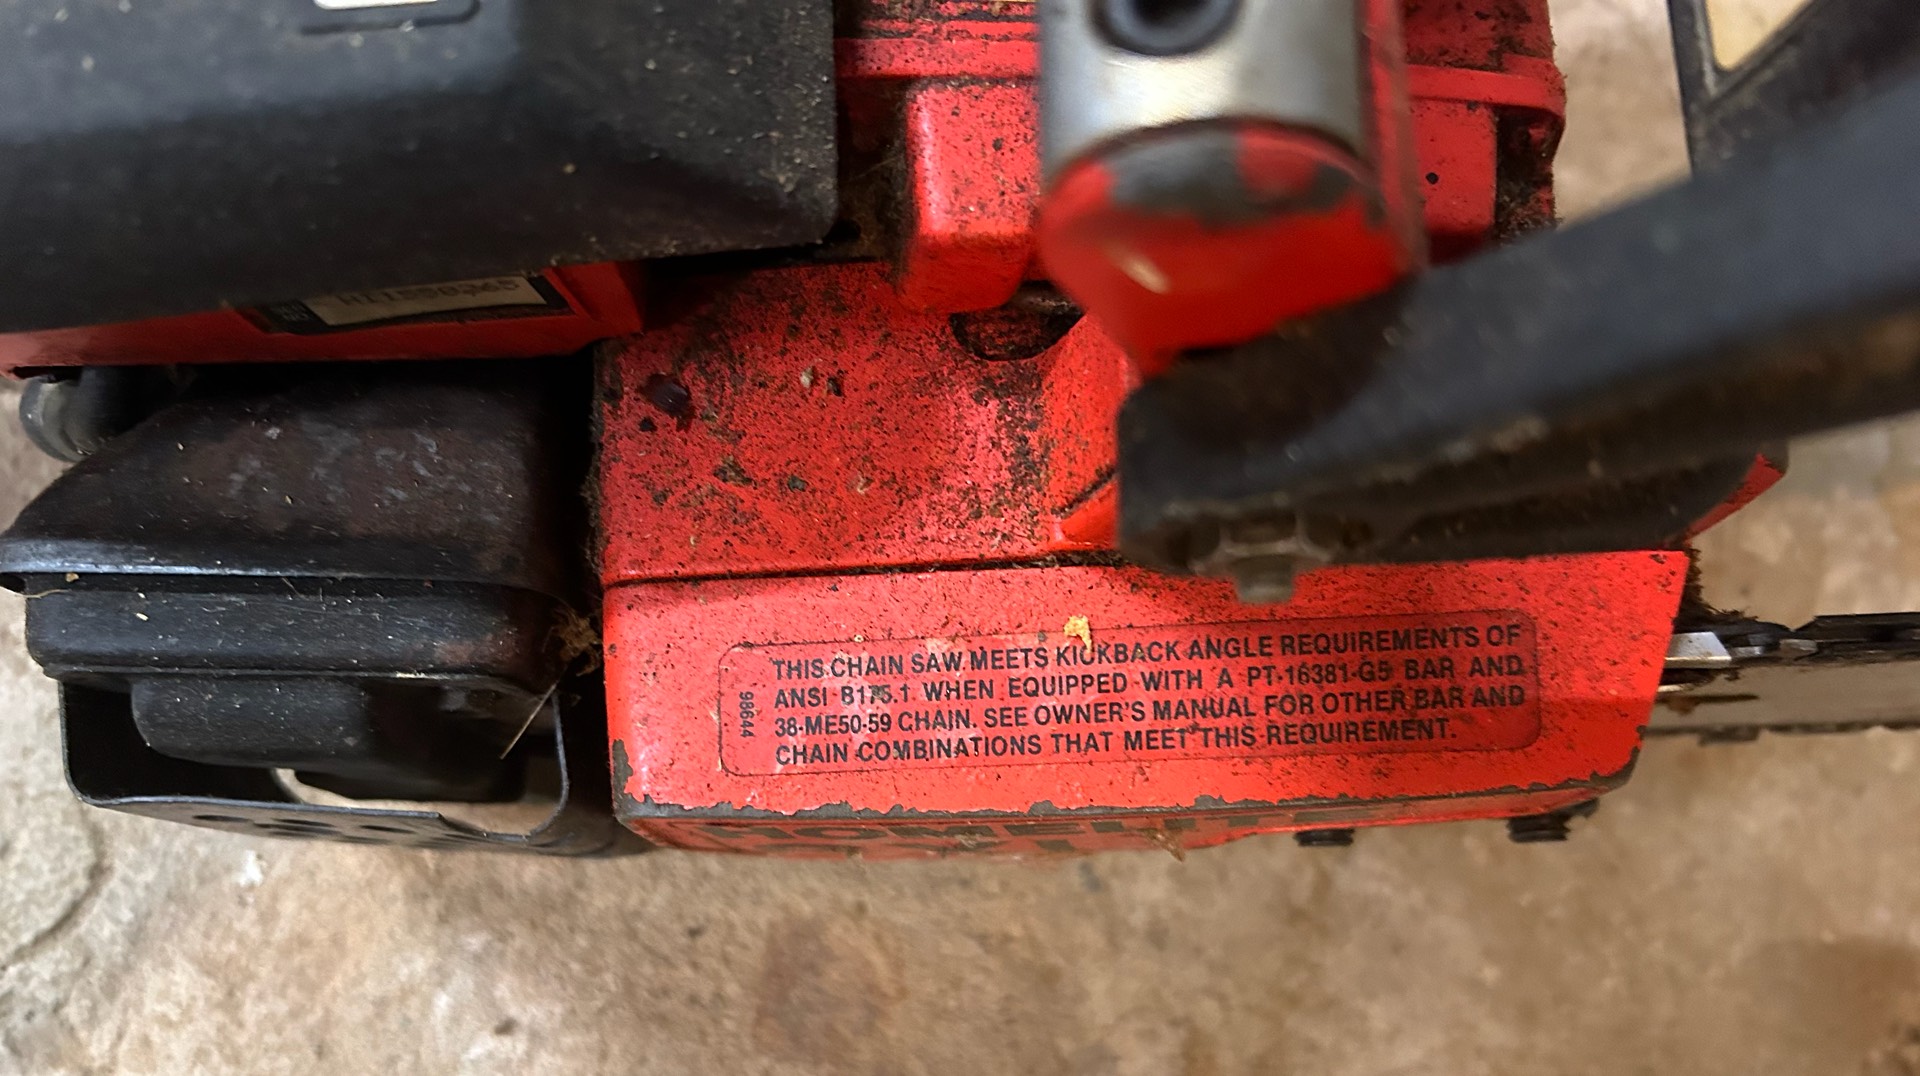 THIS CHAIN SAW MEETS KICKBACK ANGLE REQUIREMENTS OF
ANSI B175.1 WHEN EQUIPPED WITH A PT-16381-G5 BAR AND
38-ME50-59 CHAIN. SEE OWNER'S MANUAL FOR OTHER BAR AND
CHAIN COMBINATIONS THAT MEET THIS REQUIREMENT.
98644
HOMELITE